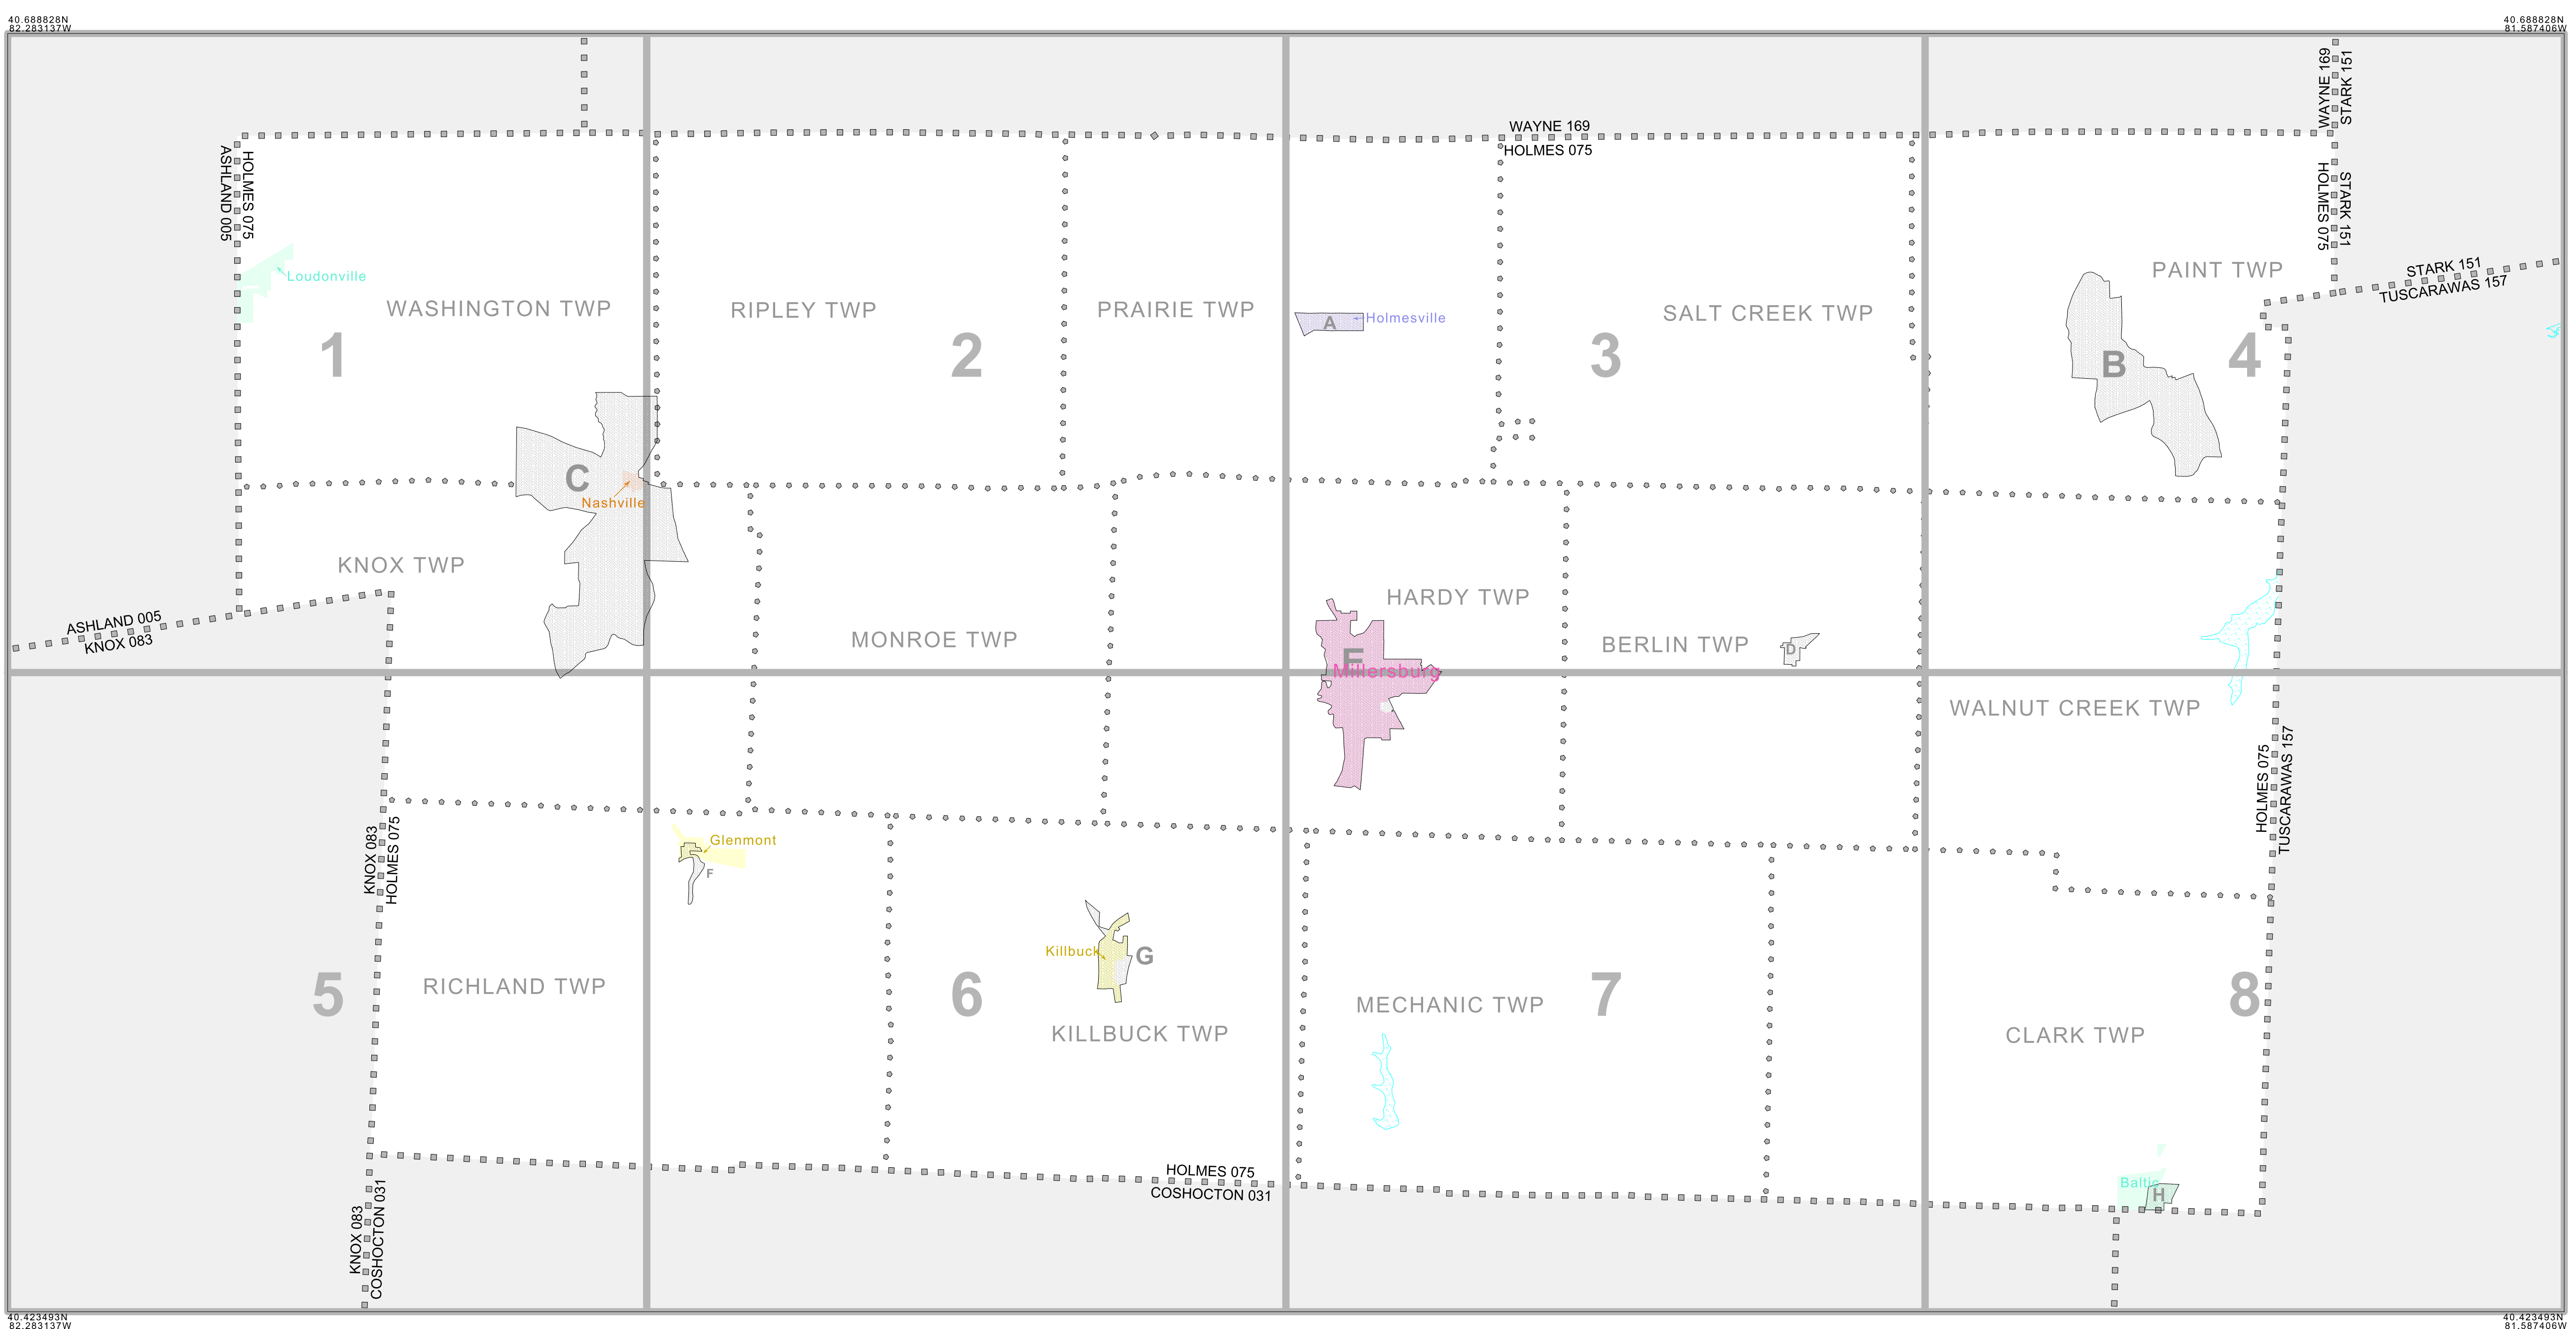 40.688828N
82.283137W
40.688828N
81.587406W
WAYNE 169
STARK 151
WAYNE 169
HOLMES 075
ASHLAND 005
HOLMES 075
HOLMES 075
STARK 151
STARK 151
TUSCARAWAS 157
PAINT TWP
Loudonville
WASHINGTON TWP
RIPLEY TWP
PRAIRIE TWP
A
Holmesville
SALT CREEK TWP
1
2
3
B
4
C
Nashville
KNOX TWP
HARDY TWP
ASHLAND 005
KNOX 083
MONROE TWP
BERLIN TWP
D
Millersburg
WALNUT CREEK TWP
HOLMES 075
TUSCARAWAS 157
KNOX 083
HOLMES 075
Glenmont
F
Killbuck
G
5
RICHLAND TWP
6
KILLBUCK TWP
MECHANIC TWP
7
CLARK TWP
8
HOLMES 075
COSHOCTON 031
KNOX 083
COSHOCTON 031
Baltic
H
40.423493N
82.283137W
40.423493N
81.587406W